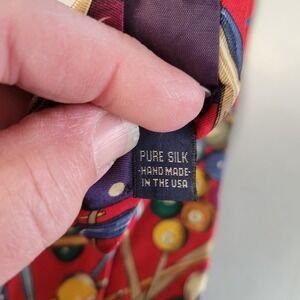 PURE SILK
-HAND MADE-
IN THE USA